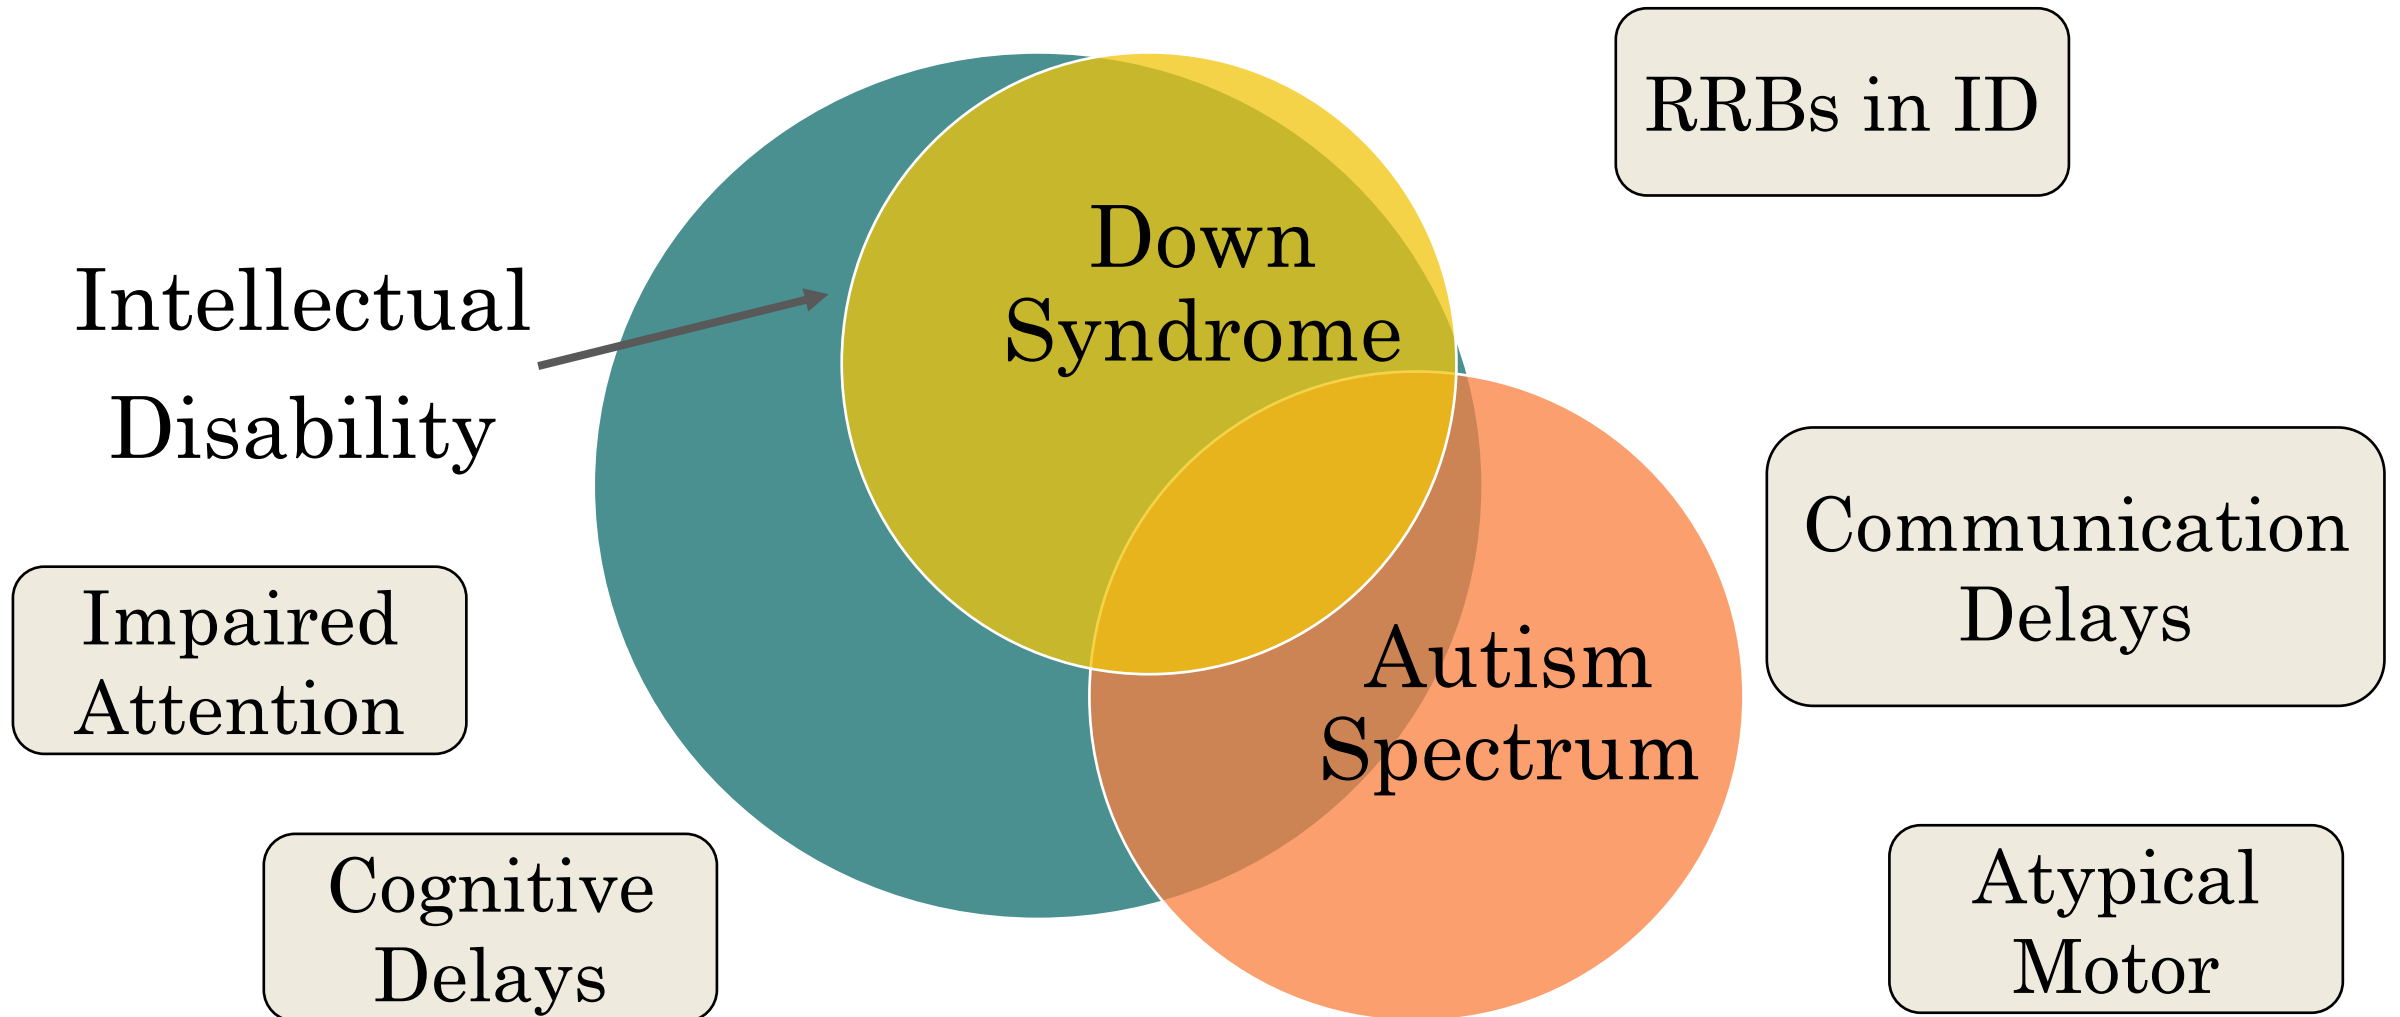 RRBs in ID
Down
Syndrome
Intellectual
Disability
Communication
Delays
Impaired
Attention
Autism
Spectrum
Cognitive
Delays
Atypical
Motor